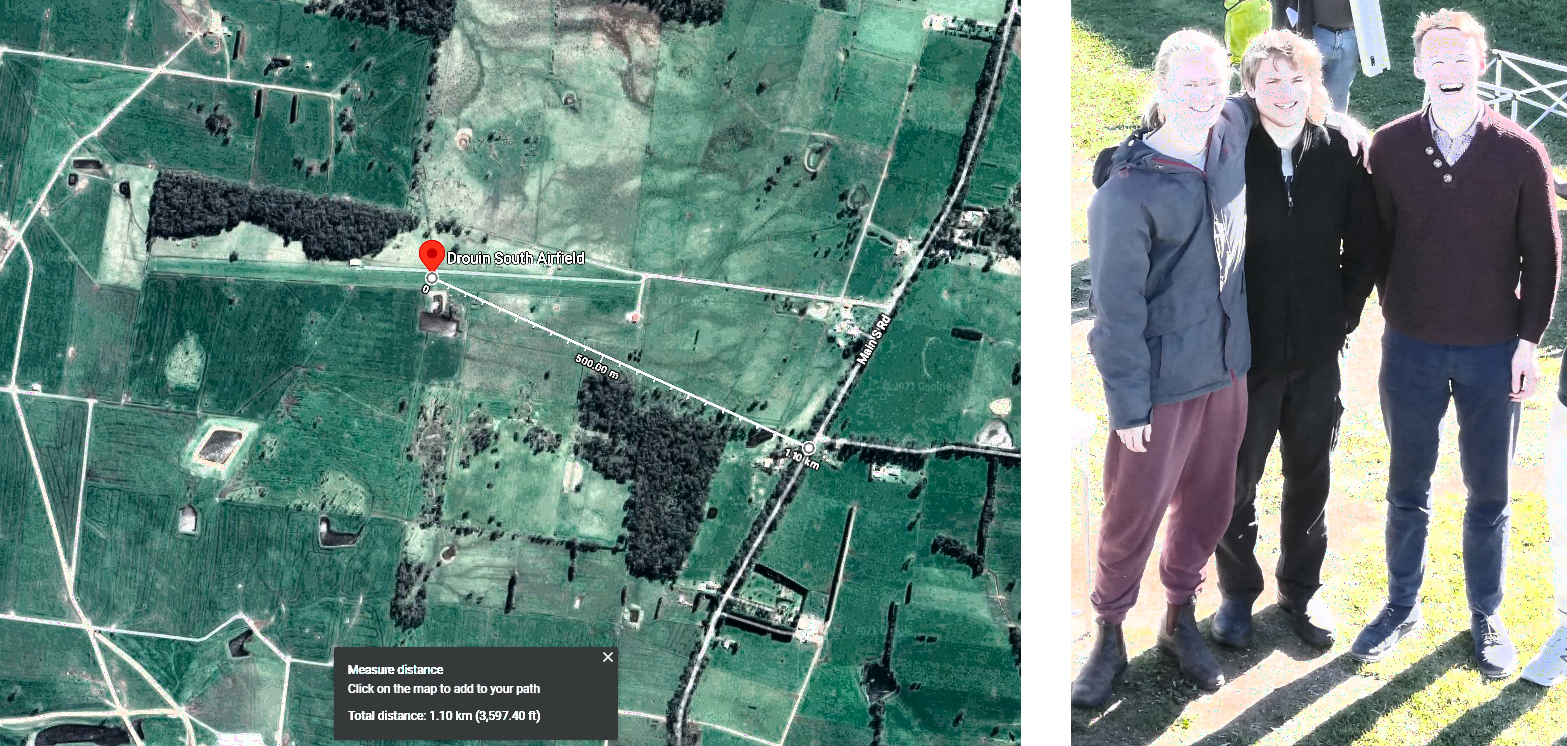 Drouin South Airfield
0
500.00 m
Main S Rd
1.10 km
Measure distance
Click on the map to add to your path
Total distance: 1.10 km (3,597.40 ft)